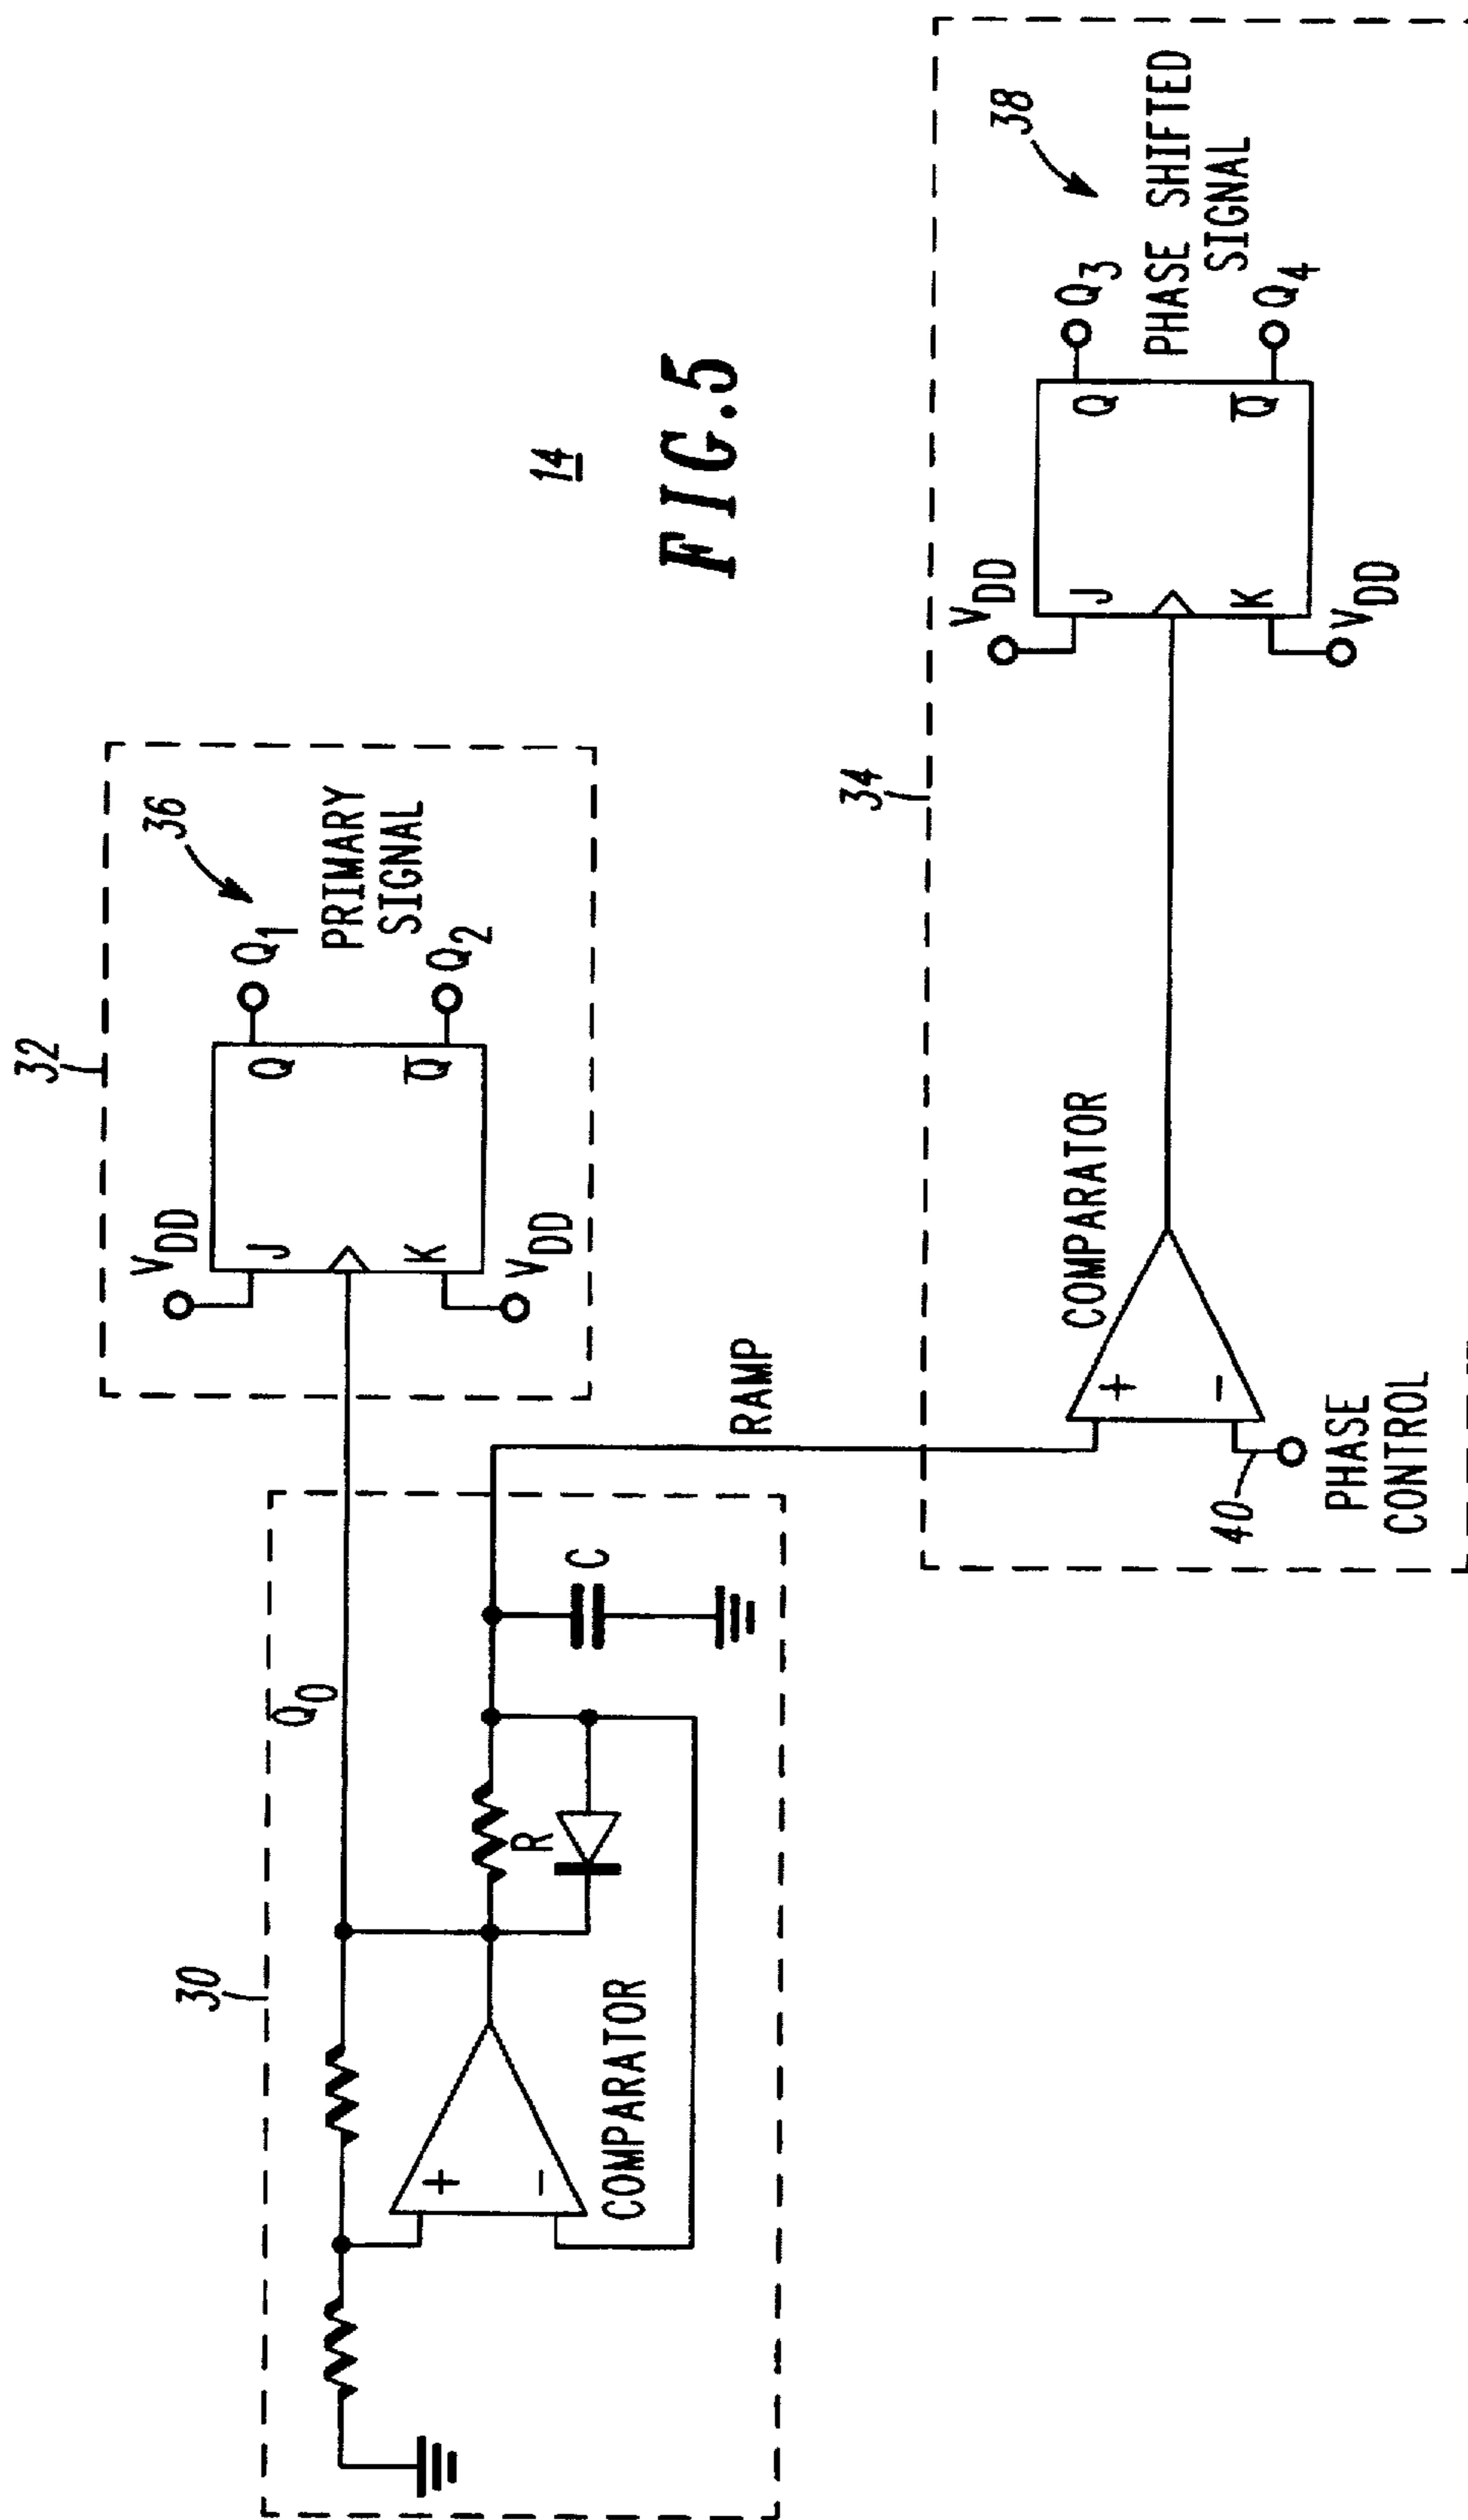 30
Q0
+
−
COMPARATOR
R
C
RAMP
32
VDD
J
K
VDD
Q
Q̅
Q1
Q2
36
PRIMARY
SIGNAL
14
FIG.5
34
40
PHASE
CONTROL
+
−
COMPARATOR
VDD
J
K
VDD
Q
Q̅
Q3
Q4
38
PHASE SHIFTED
SIGNAL